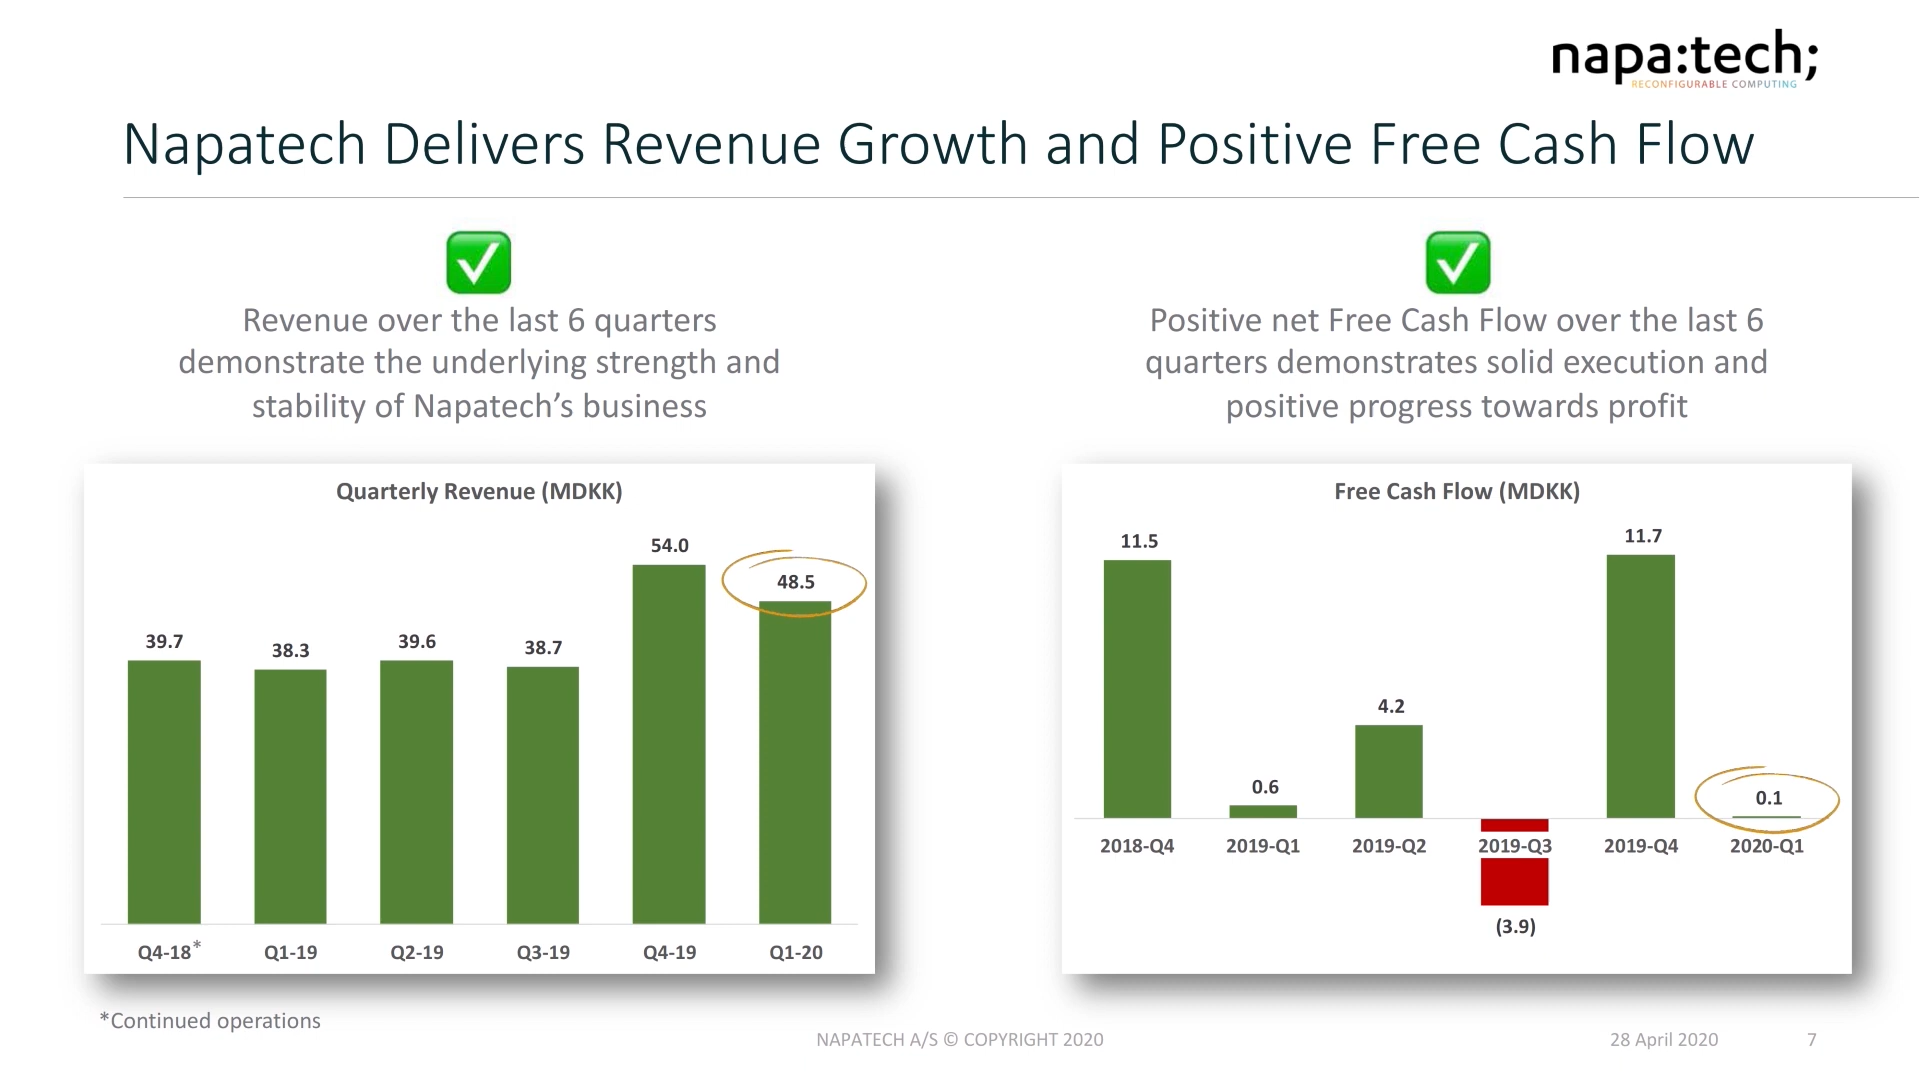 napa:tech;
RECONFIGURABLE COMPUTING
Napatech Delivers Revenue Growth and Positive Free Cash Flow
Revenue over the last 6 quarters
demonstrate the underlying strength and
stability of Napatech’s business
Positive net Free Cash Flow over the last 6
quarters demonstrates solid execution and
positive progress towards profit
Quarterly Revenue (MDKK)
39.7
38.3
39.6
38.7
54.0
48.5
Q4-18*
Q1-19
Q2-19
Q3-19
Q4-19
Q1-20
Free Cash Flow (MDKK)
11.5
0.6
4.2
(3.9)
11.7
0.1
2018-Q4
2019-Q1
2019-Q2
2019-Q3
2019-Q4
2020-Q1
*Continued operations
NAPATECH A/S © COPYRIGHT 2020
28 April 2020
7